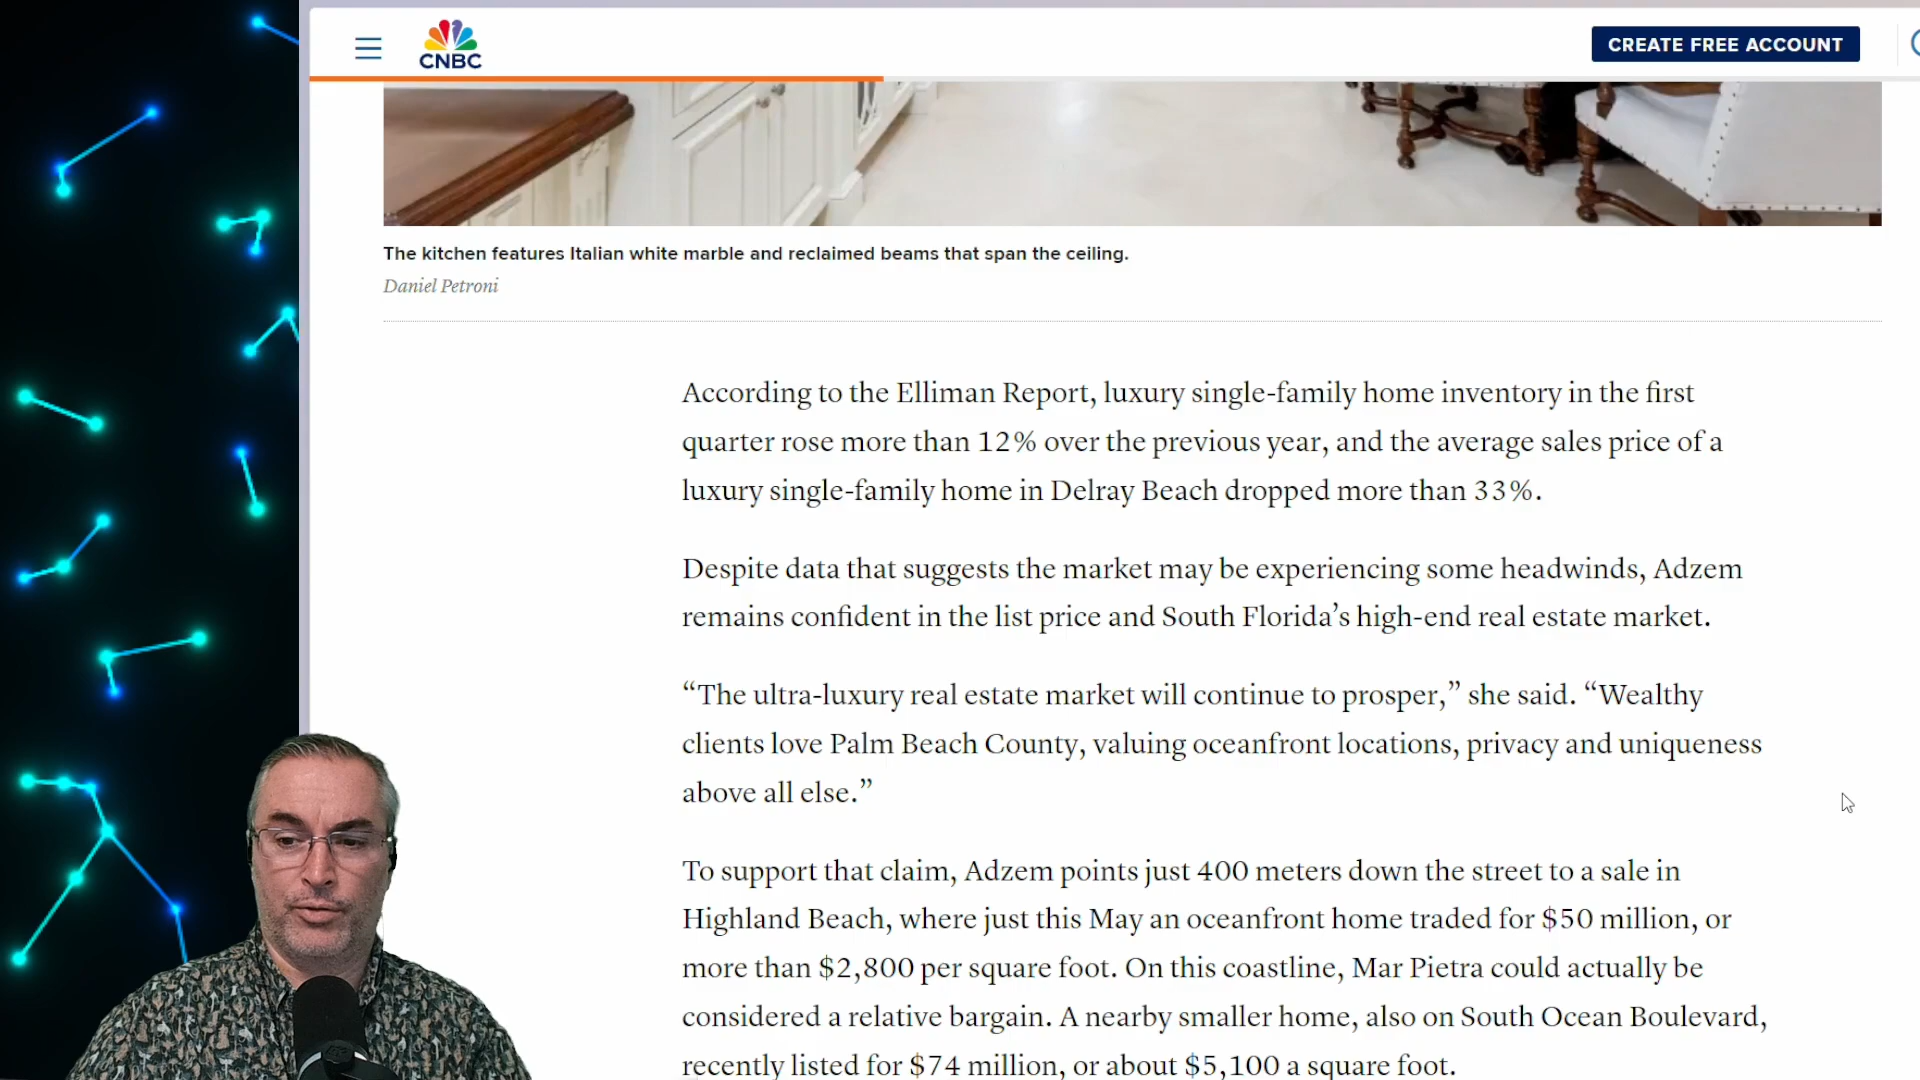 CNBC
CREATE FREE ACCOUNT
The kitchen features Italian white marble and reclaimed beams that span the ceiling.
Daniel Petroni
According to the Elliman Report, luxury single-family home inventory in the first
quarter rose more than 12% over the previous year, and the average sales price of a
luxury single-family home in Delray Beach dropped more than 33%.
Despite data that suggests the market may be experiencing some headwinds, Adzem
remains confident in the list price and South Florida’s high-end real estate market.
“The ultra-luxury real estate market will continue to prosper,” she said. “Wealthy
clients love Palm Beach County, valuing oceanfront locations, privacy and uniqueness
above all else.”
To support that claim, Adzem points just 400 meters down the street to a sale in
Highland Beach, where just this May an oceanfront home traded for $50 million, or
more than $2,800 per square foot. On this coastline, Mar Pietra could actually be
considered a relative bargain. A nearby smaller home, also on South Ocean Boulevard,
recently listed for $74 million, or about $5,100 a square foot.